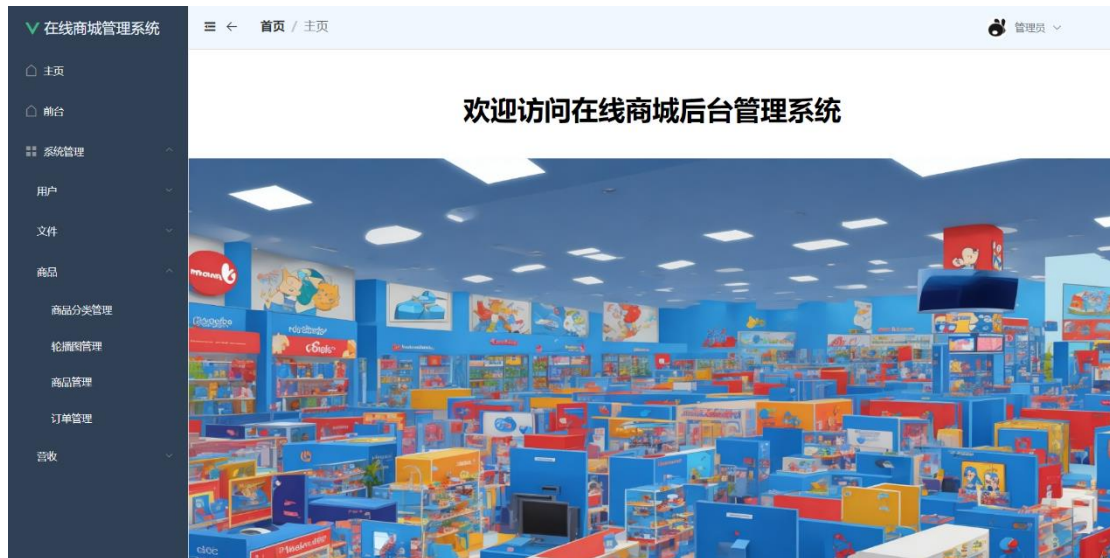 在线商城管理系统
首页 / 主页
管理员
主页
前台
系统管理
用户
文件
商品
商品分类管理
轮播图管理
商品管理
订单管理
营收
欢迎访问在线商城后台管理系统